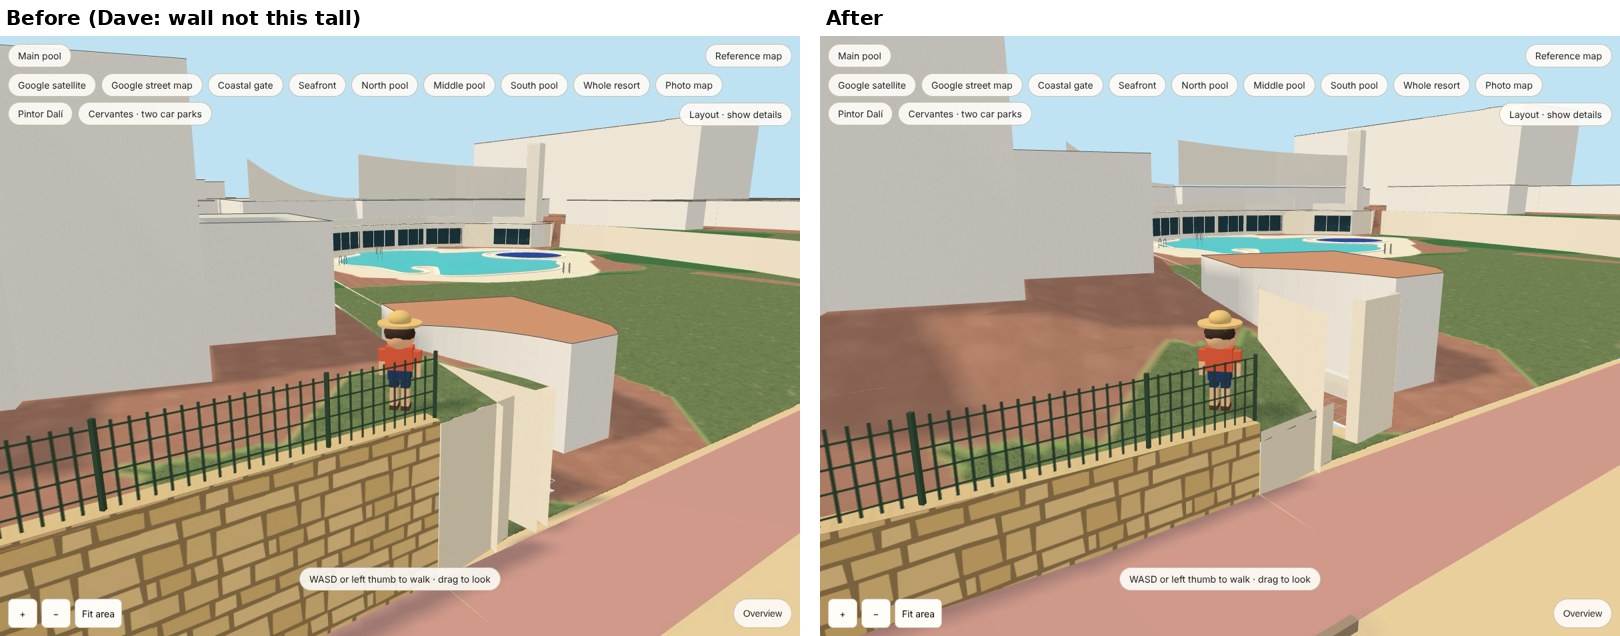 Before (Dave: wall not this tall)
Main pool
Reference map
Google satellite
Google street map
Coastal gate
Seafront
North pool
Middle pool
South pool
Whole resort
Photo map
Pintor Dalí
Cervantes · two car parks
Layout · show details
WASD or left thumb to walk · drag to look
+
−
Fit area
Overview
After
Main pool
Reference map
Google satellite
Google street map
Coastal gate
Seafront
North pool
Middle pool
South pool
Whole resort
Photo map
Pintor Dalí
Cervantes · two car parks
Layout · show details
WASD or left thumb to walk · drag to look
+
−
Fit area
Overview